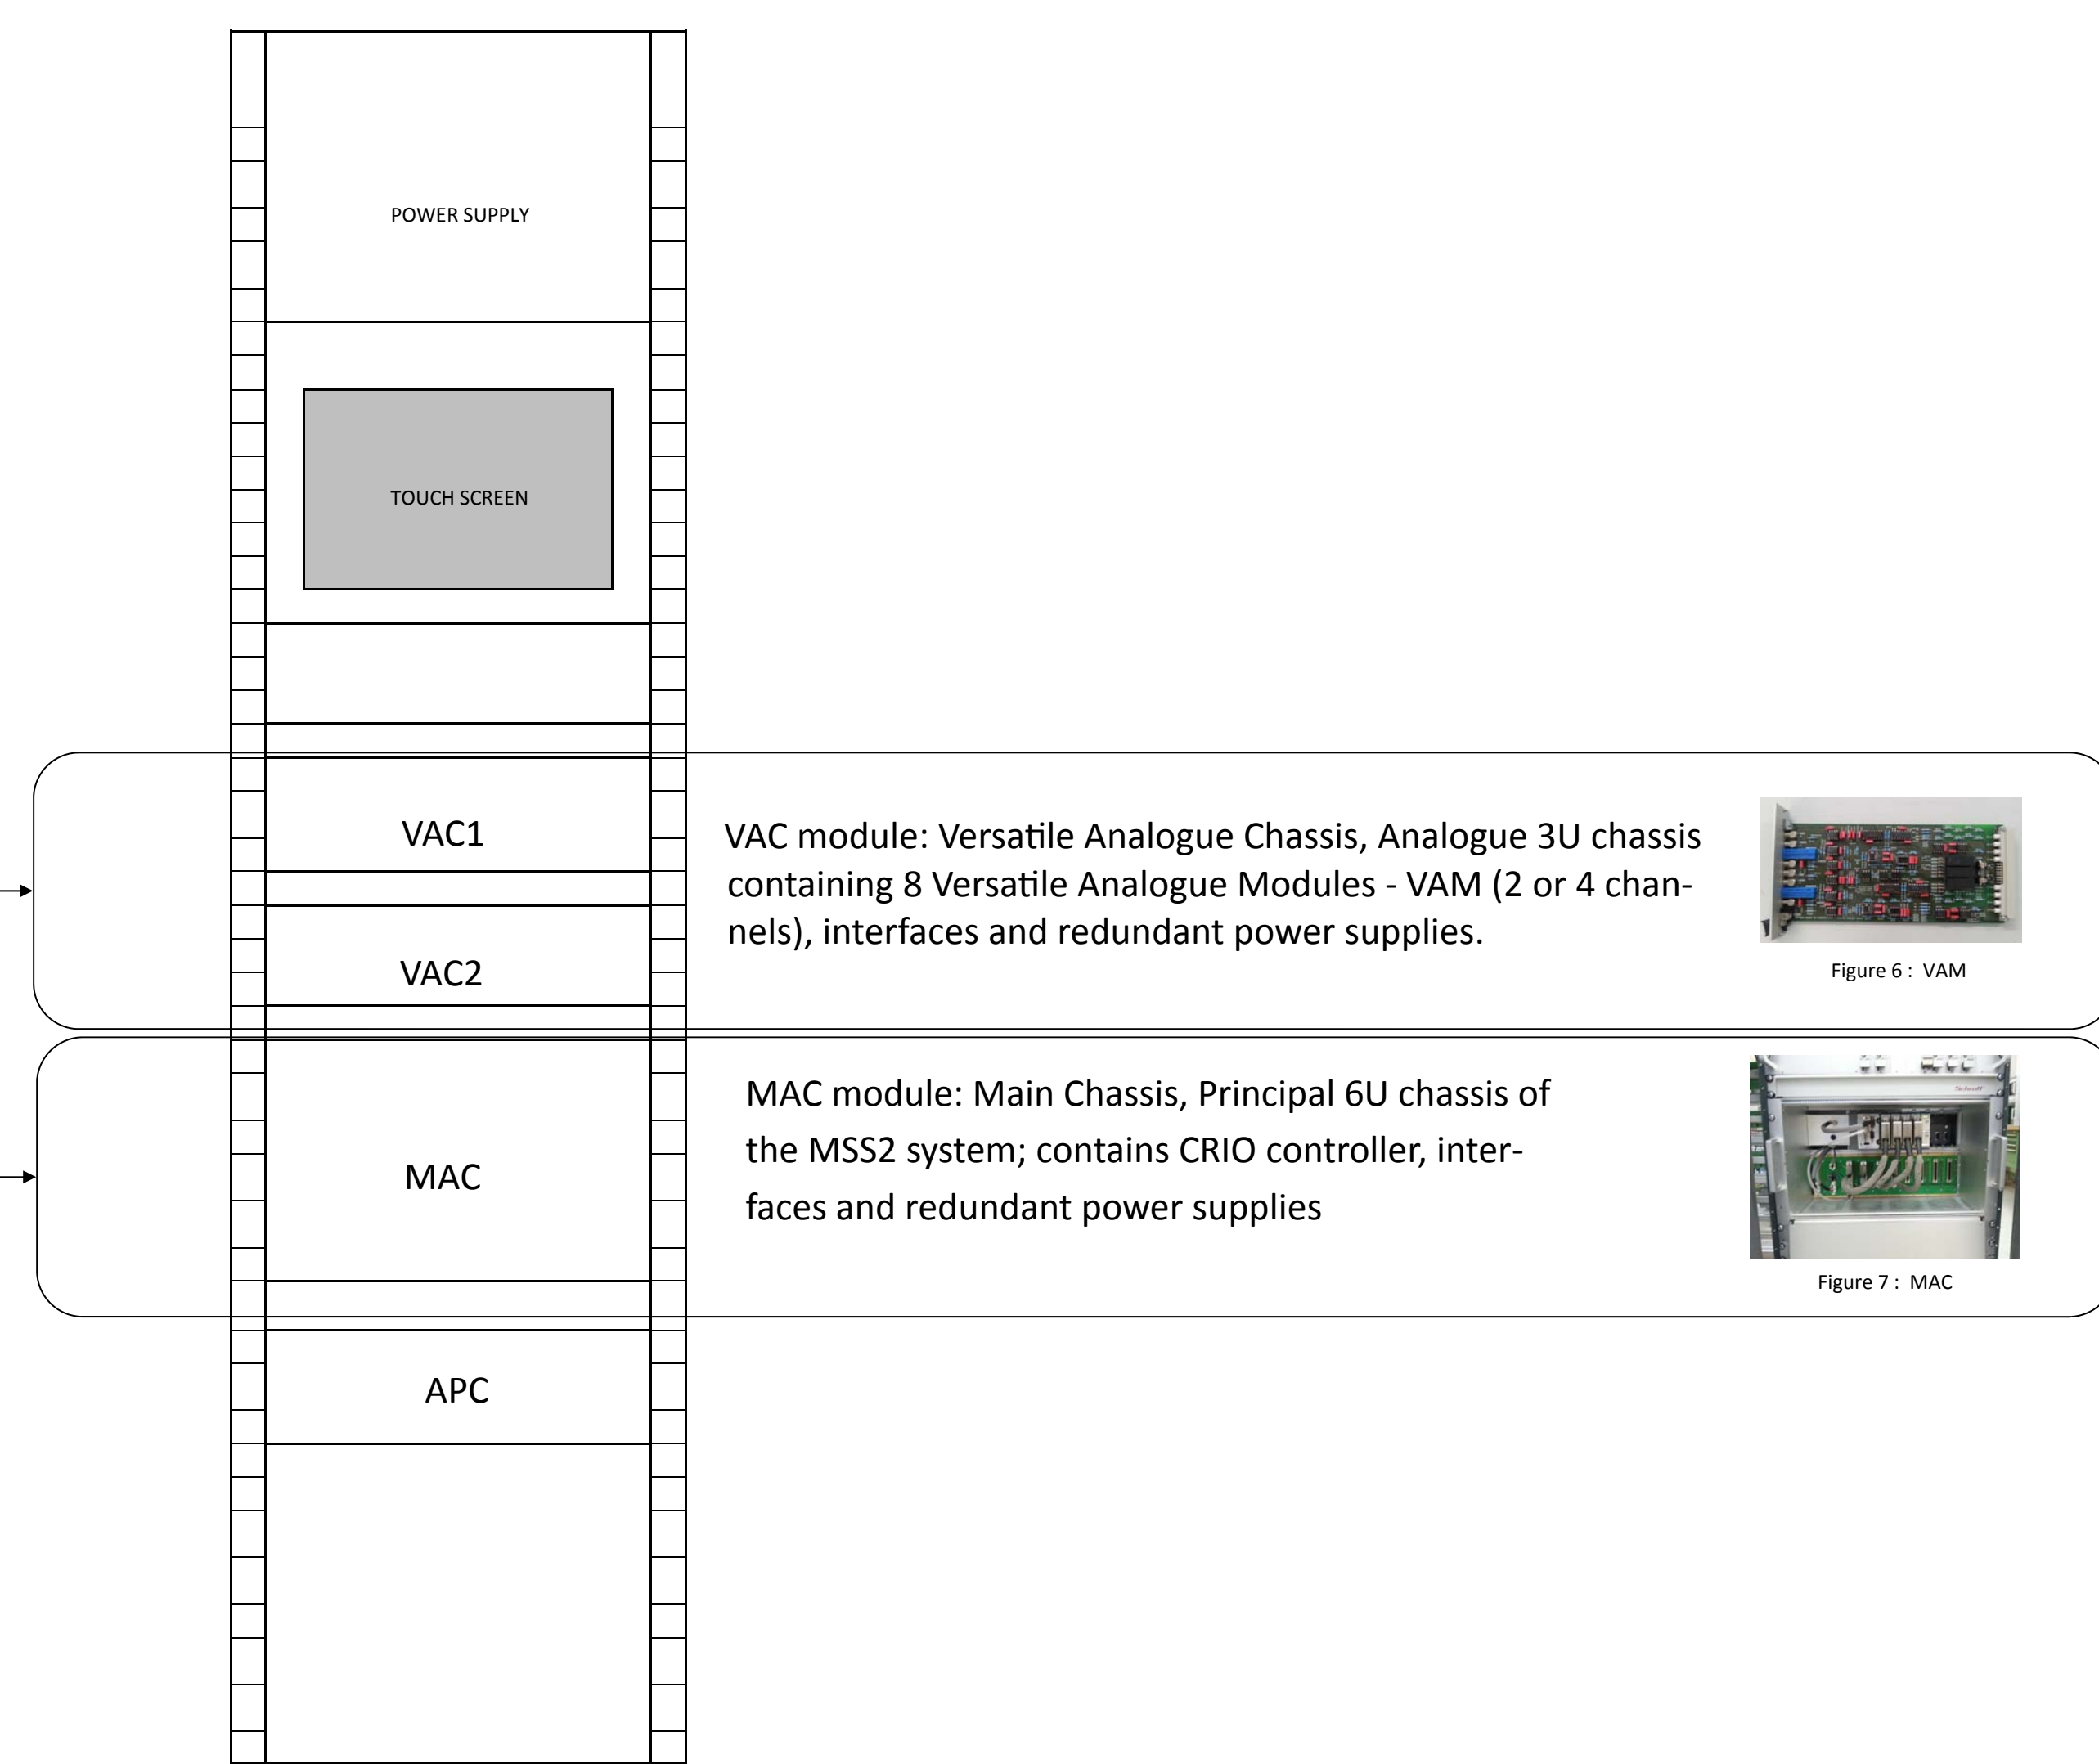 POWER SUPPLY
TOUCH SCREEN
VAC1
VAC2
VAC module: Versatile Analogue Chassis, Analogue 3U chassis
containing 8 Versatile Analogue Modules - VAM (2 or 4 chan-
nels), interfaces and redundant power supplies.
Figure 6 : VAM
MAC
MAC module: Main Chassis, Principal 6U chassis of
the MSS2 system; contains CRIO controller, inter-
faces and redundant power supplies
Schroff
Figure 7 : MAC
APC